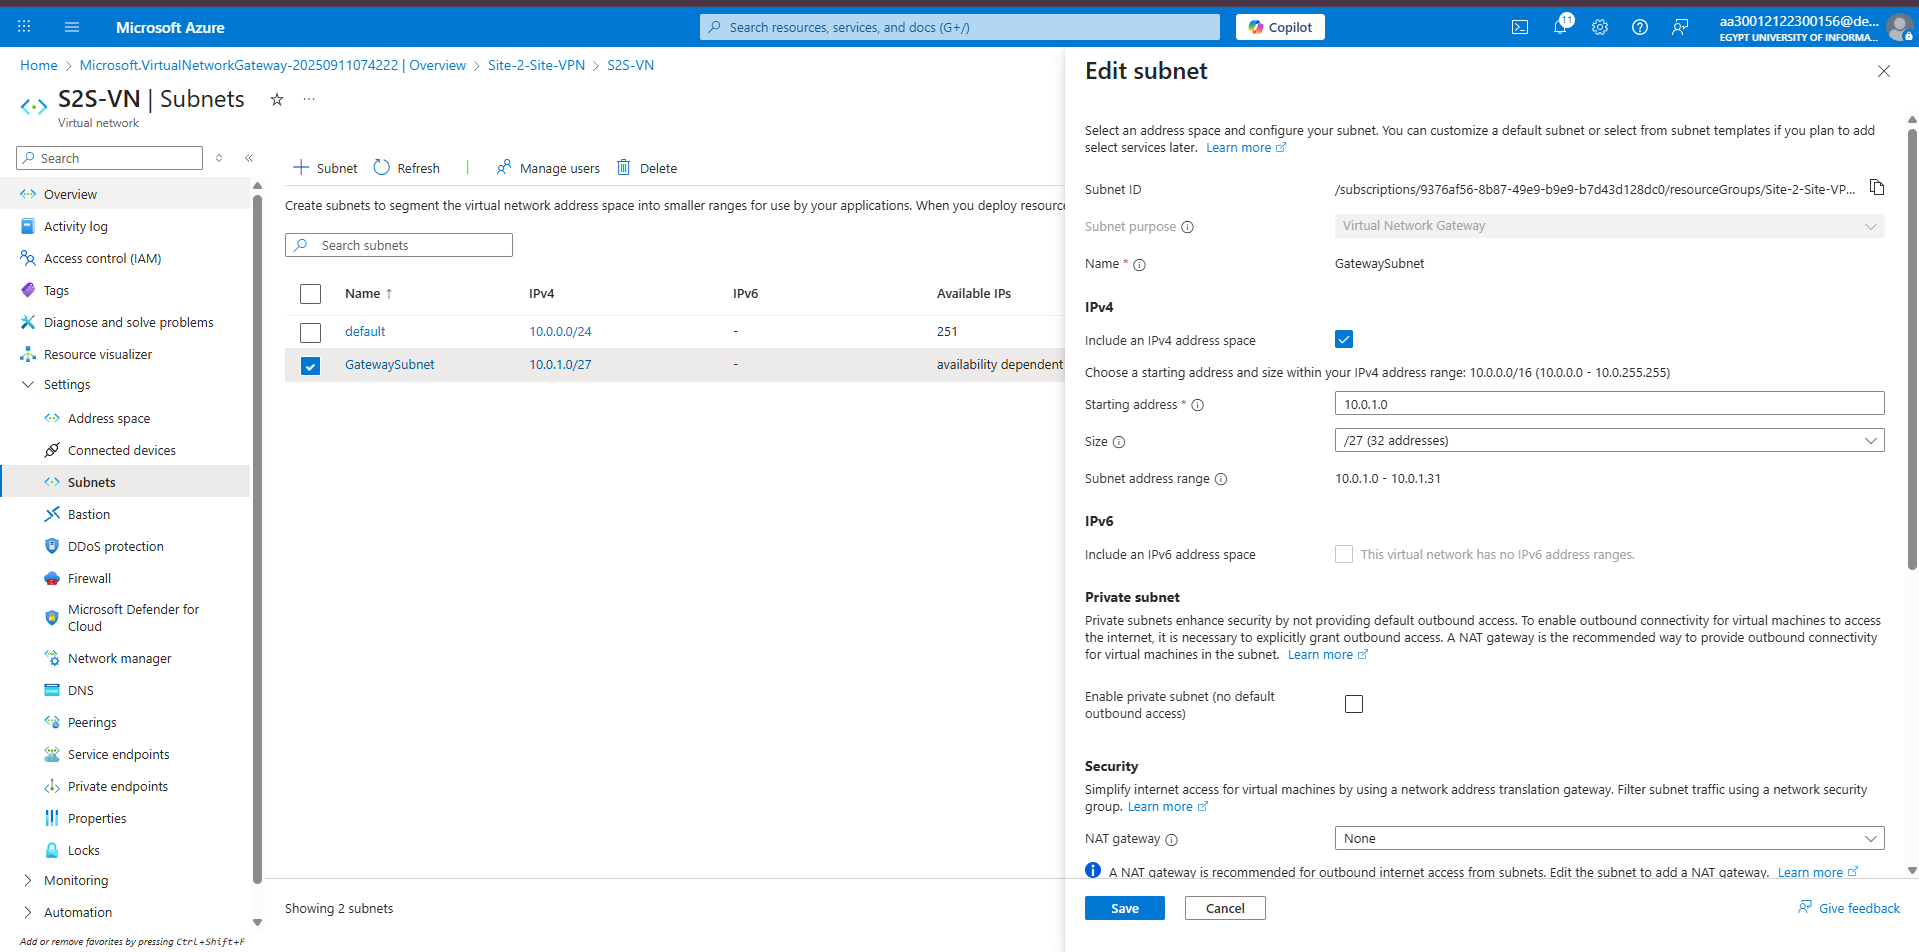 Microsoft Azure
Search resources, services, and docs (G+/)
Copilot
11
aa30012122300156@de...
EGYPT UNIVERSITY OF INFORMA...
Home > Microsoft.VirtualNetworkGateway-20250911074222 | Overview > Site-2-Site-VPN > S2S-VN
S2S-VN | Subnets
Virtual network
Search
Overview
Activity log
Access control (IAM)
Tags
Diagnose and solve problems
Resource visualizer
Settings
Address space
Connected devices
Subnets
Bastion
DDoS protection
Firewall
Microsoft Defender for
Cloud
Network manager
DNS
Peerings
Service endpoints
Private endpoints
Properties
Locks
Monitoring
Automation
Add or remove favorites by pressing Ctrl+Shift+F
Subnet Refresh Manage users Delete
Create subnets to segment the virtual network address space into smaller ranges for use by your applications. When you deploy resourc
Search subnets
Name ↑ IPv4 IPv6 Available IPs
default 10.0.0.0/24 - 251
GatewaySubnet 10.0.1.0/27 - availability dependent
Showing 2 subnets
Edit subnet
Select an address space and configure your subnet. You can customize a default subnet or select from subnet templates if you plan to add
select services later. Learn more
Subnet ID /subscriptions/9376af56-8b87-49e9-b9e9-b7d43d128dc0/resourceGroups/Site-2-Site-VP...
Subnet purpose Virtual Network Gateway
Name * GatewaySubnet
IPv4
Include an IPv4 address space
Choose a starting address and size within your IPv4 address range: 10.0.0.0/16 (10.0.0.0 - 10.0.255.255)
Starting address * 10.0.1.0
Size /27 (32 addresses)
Subnet address range 10.0.1.0 - 10.0.1.31
IPv6
Include an IPv6 address space This virtual network has no IPv6 address ranges.
Private subnet
Private subnets enhance security by not providing default outbound access. To enable outbound connectivity for virtual machines to access
the internet, it is necessary to explicitly grant outbound access. A NAT gateway is the recommended way to provide outbound connectivity
for virtual machines in the subnet. Learn more
Enable private subnet (no default
outbound access)
Security
Simplify internet access for virtual machines by using a network address translation gateway. Filter subnet traffic using a network security
group. Learn more
NAT gateway None
A NAT gateway is recommended for outbound internet access from subnets. Edit the subnet to add a NAT gateway. Learn more
Save Cancel Give feedback